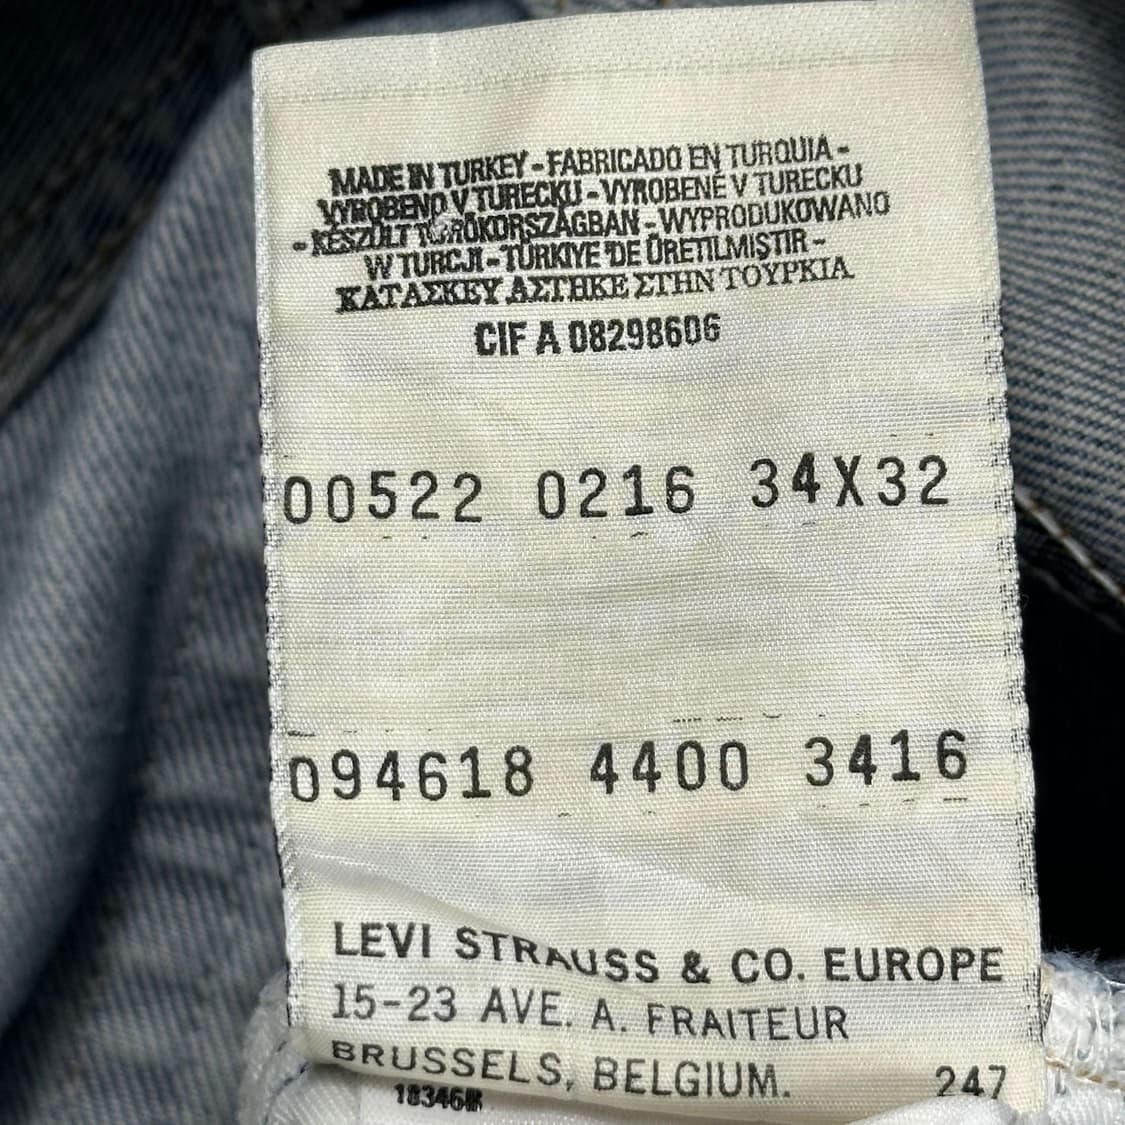 MADE IN TURKEY - FABRICADO EN TURQUIA -
VYROBENO V TURECKU - VYROBENÉ V TURECKU
- KÉSZÜLT TÖRÖKORSZÁGBAN - WYPRODUKOWANO
W TURCJI - TÜRKIYE 'DE ÜRETILMIŞTIR -
ΚΑΤΑΣΚΕΥ ΑΣΤΗΚΕ ΣΤΗΝ ΤΟΥΡΚΙΑ
CIF A 08298606
00522 0216 34X32
094618 4400 3416
LEVI STRAUSS & CO. EUROPE
15-23 AVE. A. FRAITEUR
BRUSSELS, BELGIUM. 247